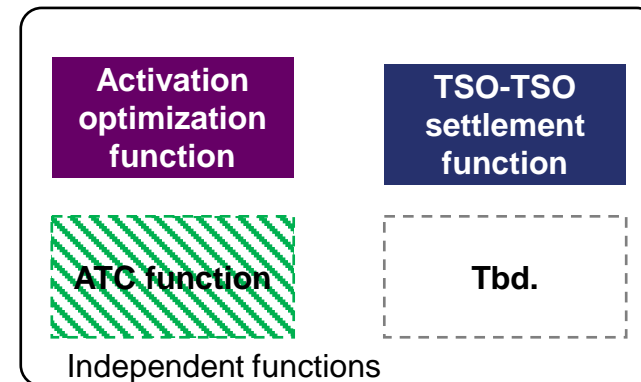 Activation
optimization
function
TSO-TSO
settlement
function
ATC function
Tbd.
Independent functions